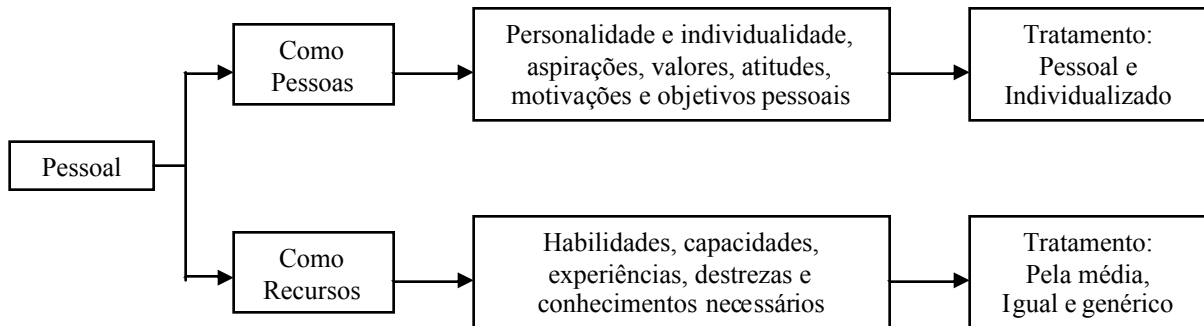 Pessoal
Como
Pessoas
Personalidade e individualidade,
aspirações, valores, atitudes,
motivações e objetivos pessoais
Tratamento:
Pessoal e
Individualizado
Como
Recursos
Habilidades, capacidades,
experiências, destrezas e
conhecimentos necessários
Tratamento:
Pela média,
Igual e genérico